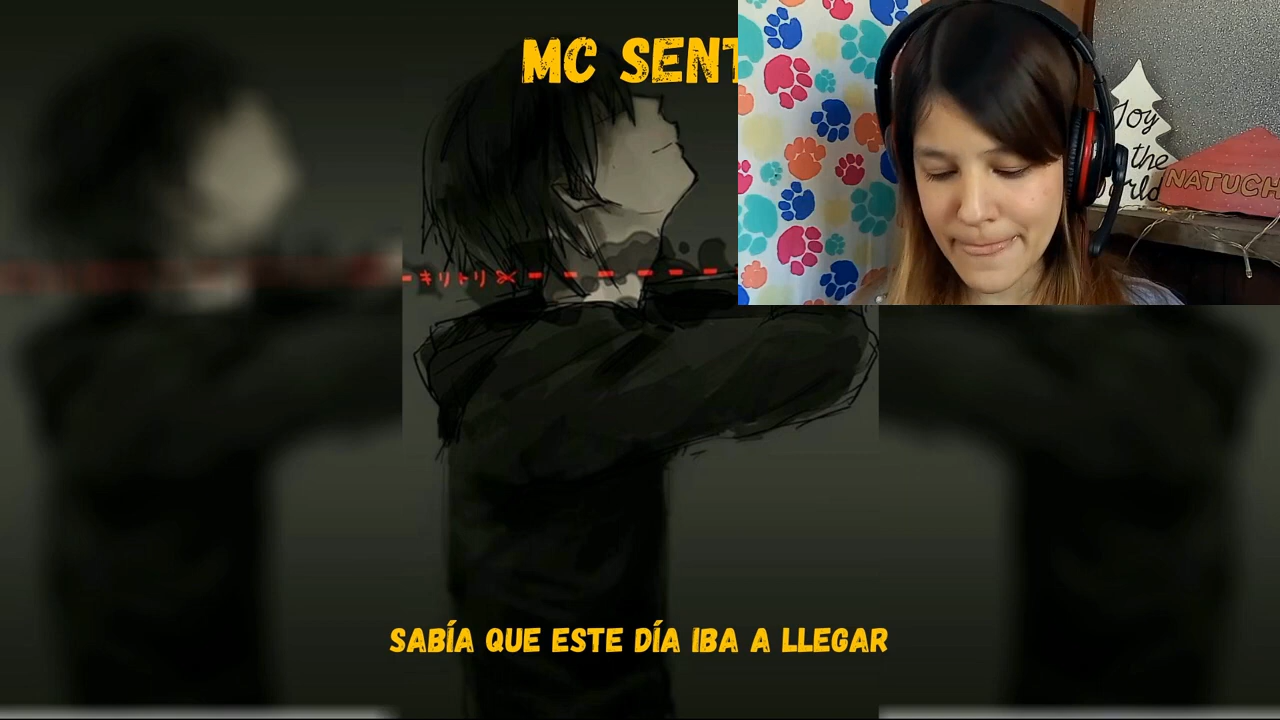 MC SENT
Joy
the
World
NATUCH
キリトリ
SABÍA QUE ESTE DÍA IBA A LLEGAR